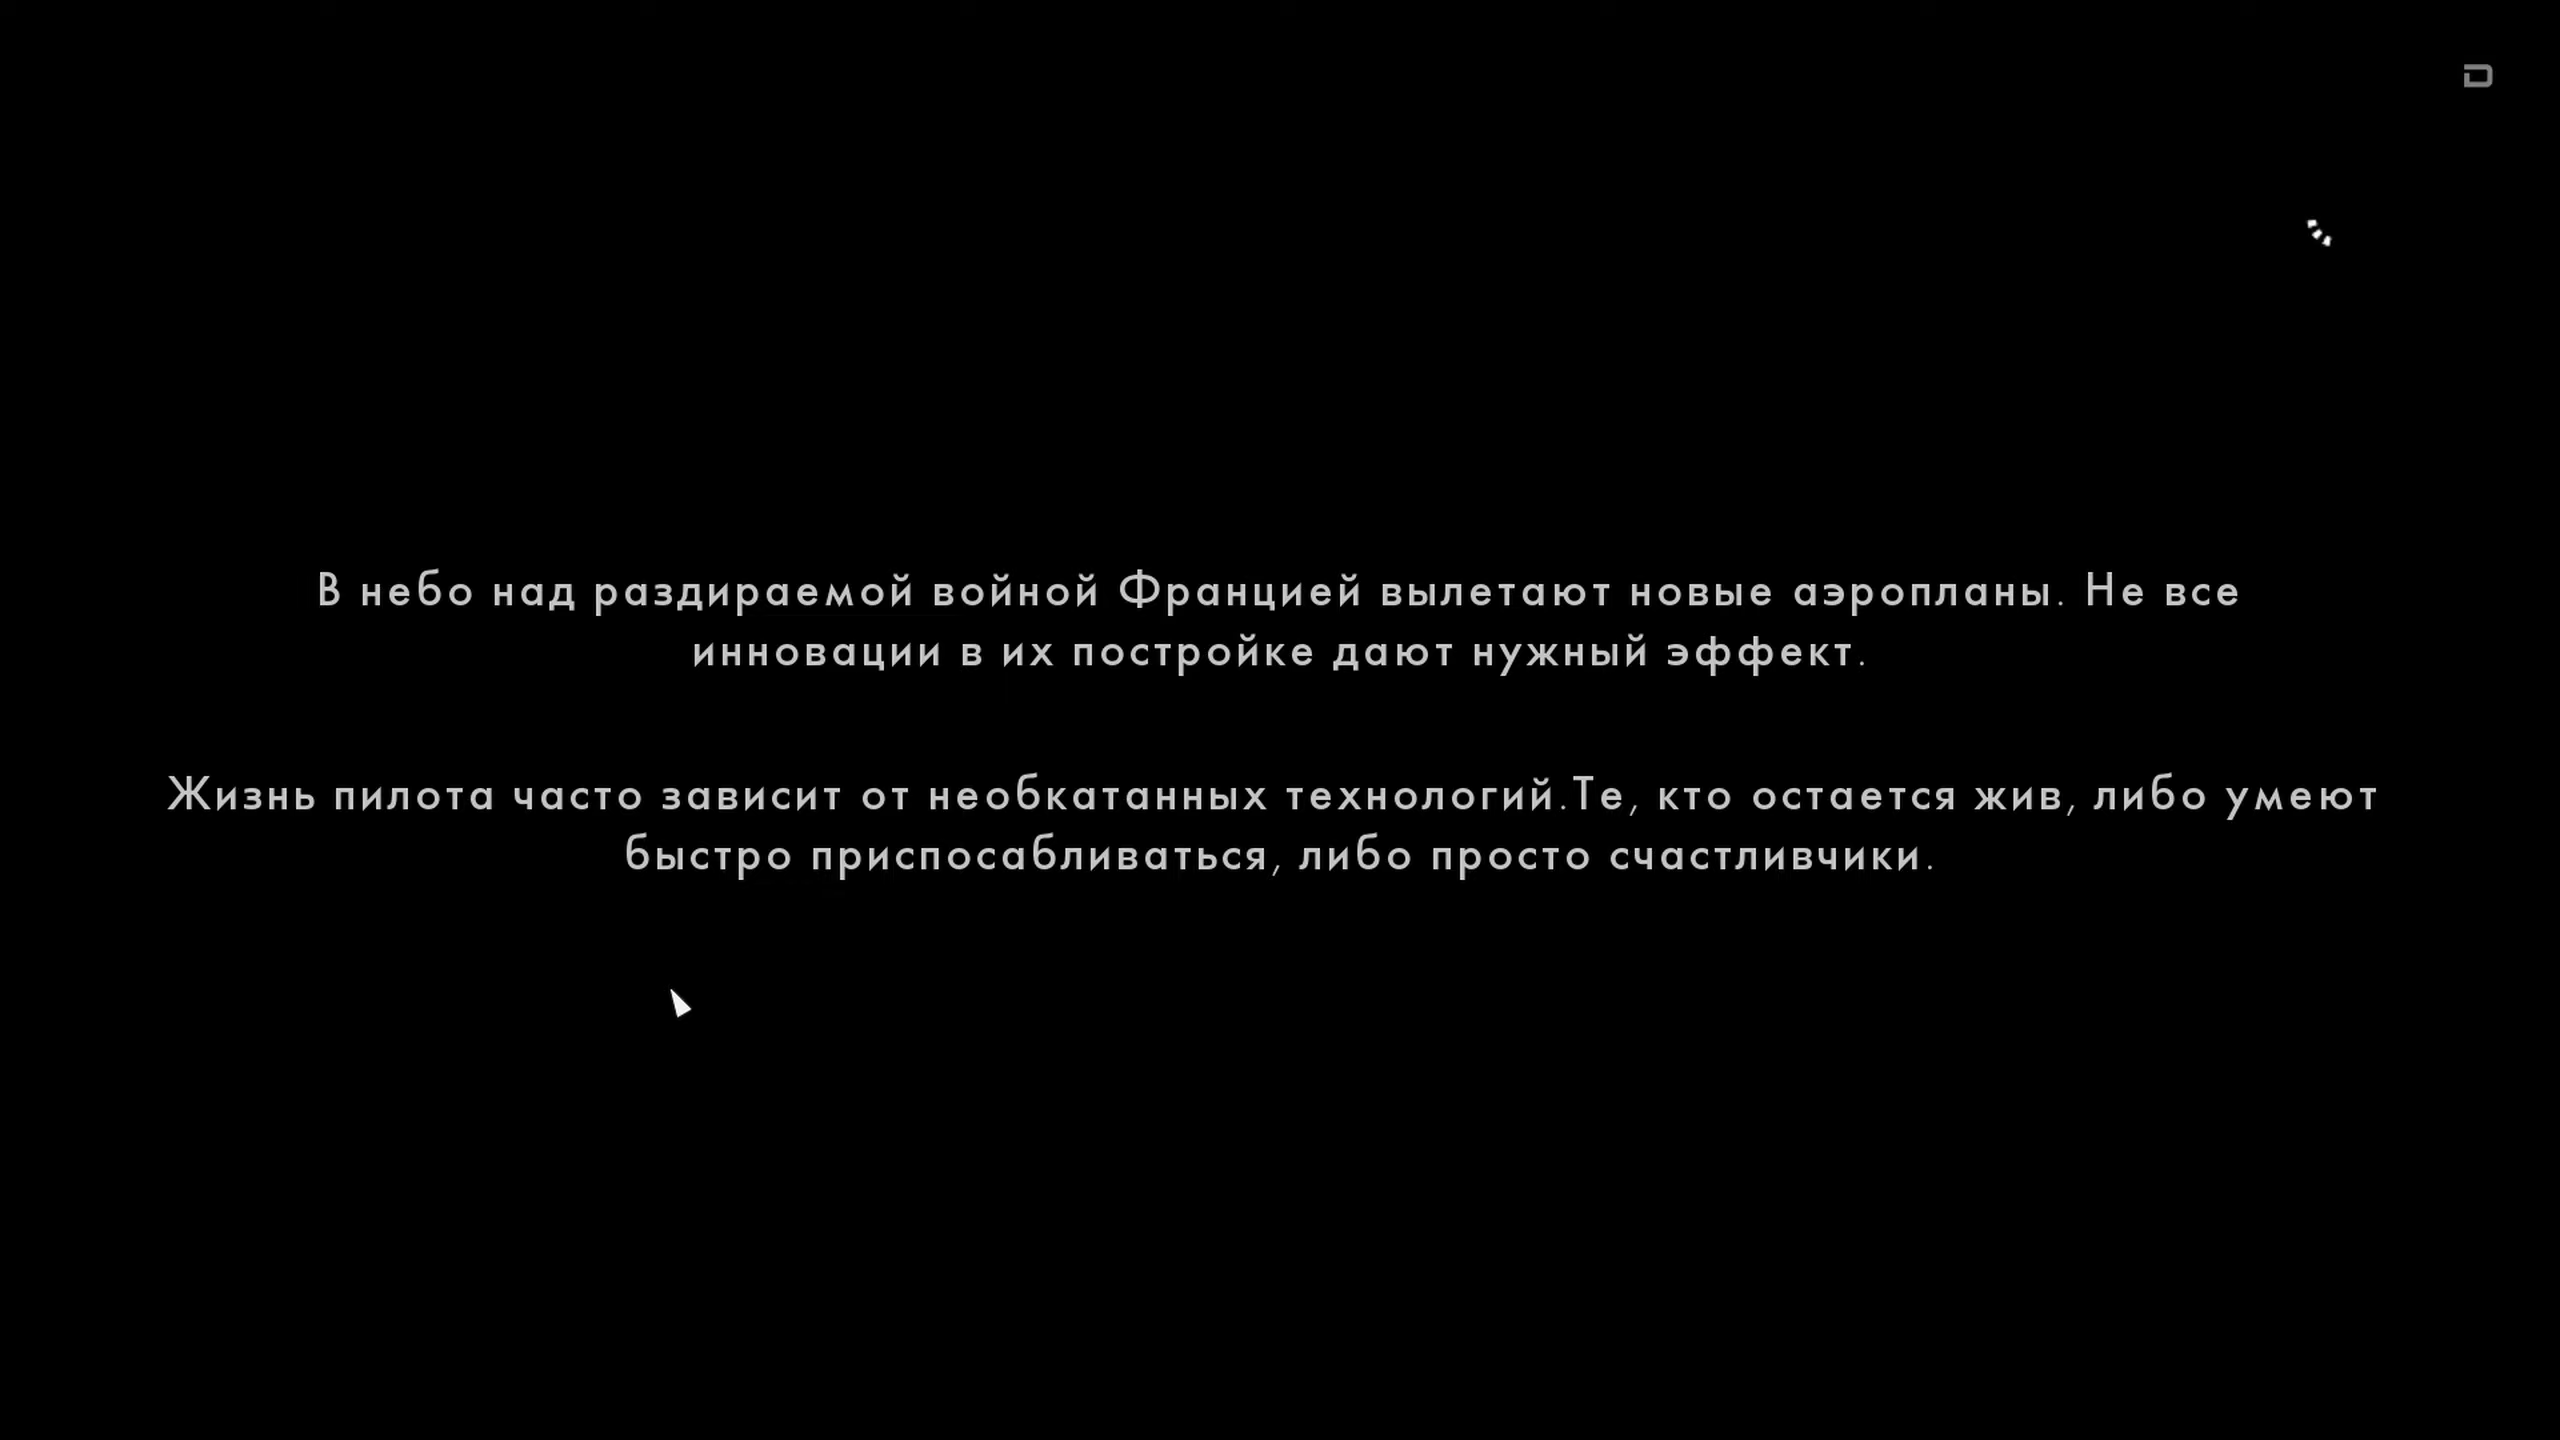 В небо над раздираемой войной Францией вылетают новые аэропланы. Не все
инновации в их постройке дают нужный эффект.
Жизнь пилота часто зависит от необкатанных технологий.Те, кто остается жив, либо умеют
быстро приспосабливаться, либо просто счастливчики.